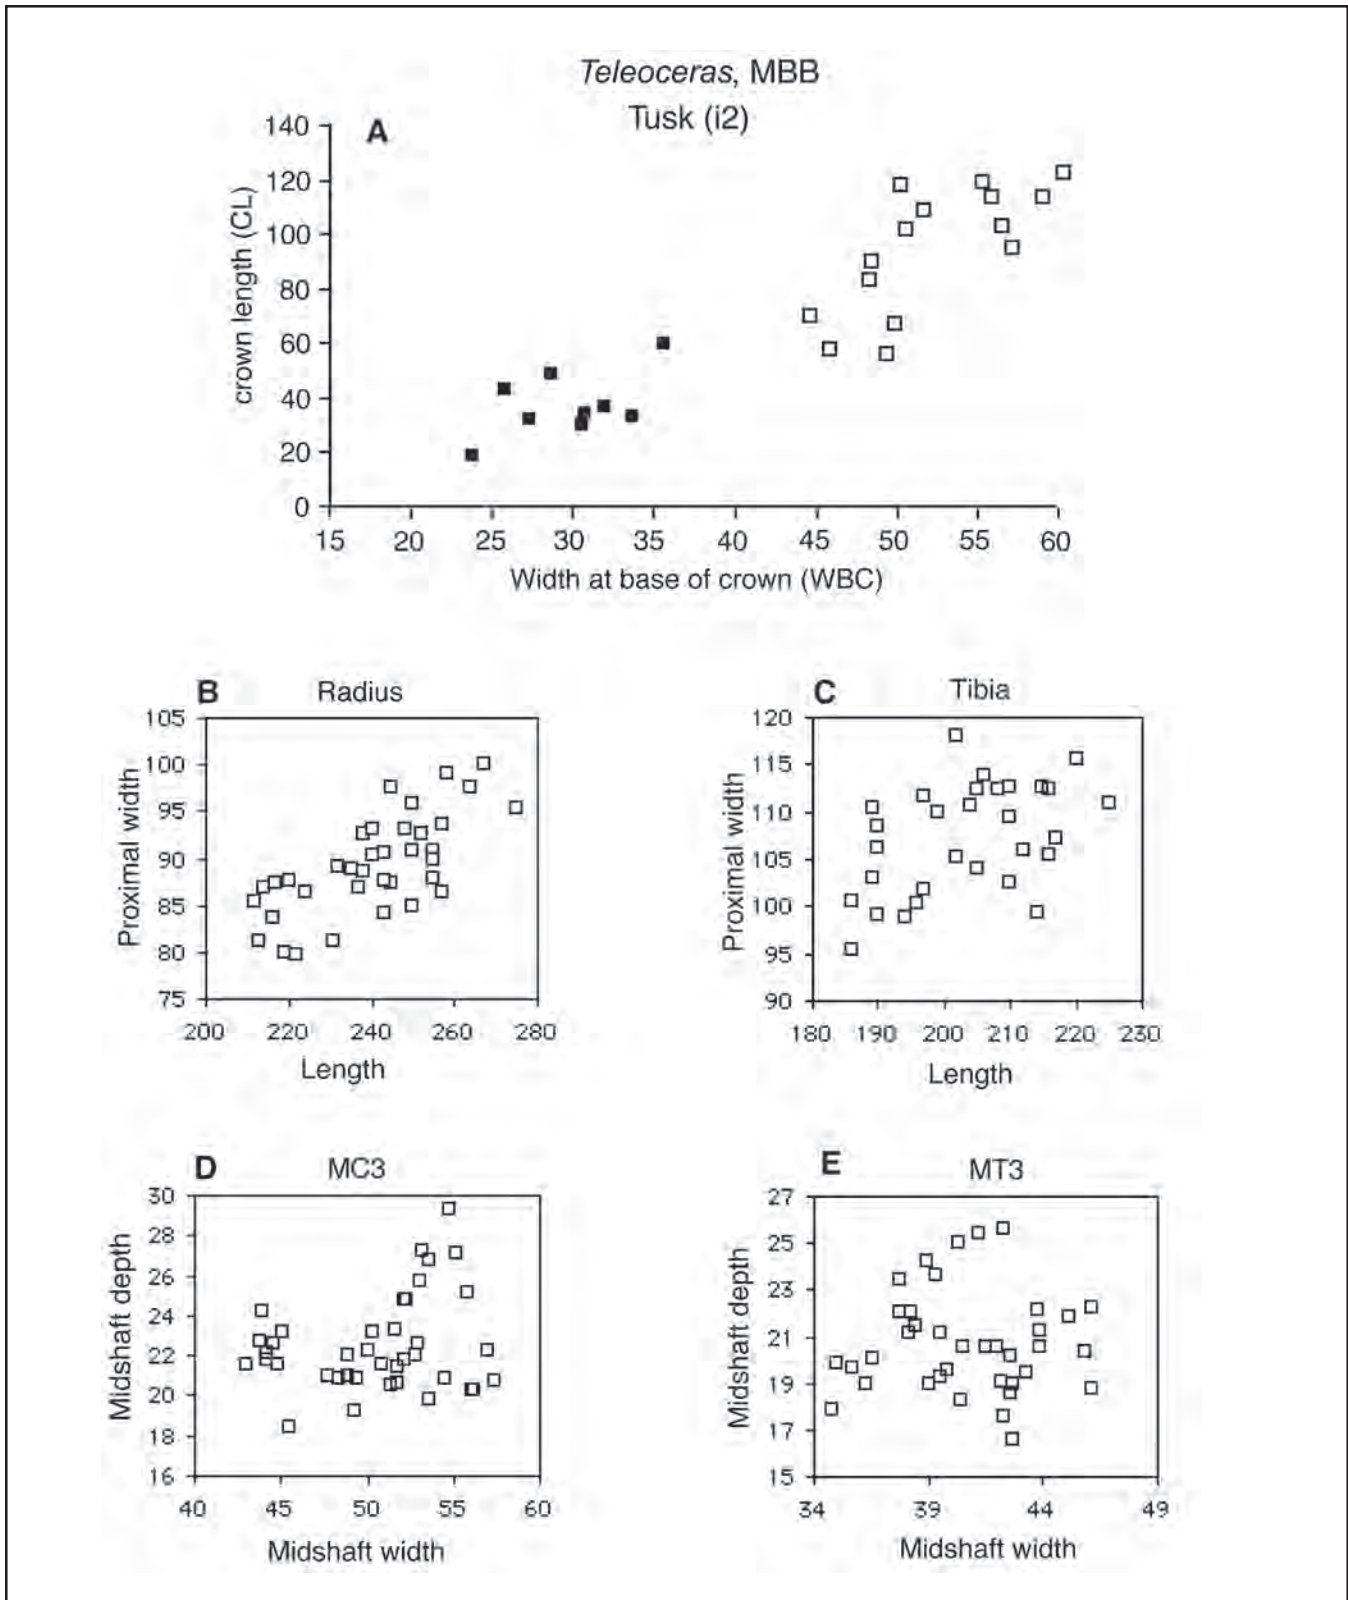 Teleoceras, MBB
Tusk (i2)
A
140
120
100
80
60
40
20
0
crown length (CL)
15 20 25 30 35 40 45 50 55 60
Width at base of crown (WBC)
B Radius
105
100
95
90
85
80
75
Proximal width
200 220 240 260 280
Length
C Tibia
120
115
110
105
100
95
90
Proximal width
180 190 200 210 220 230
Length
D MC3
30
28
26
24
22
20
18
16
Midshaft depth
40 45 50 55 60
Midshaft width
E MT3
27
25
23
21
19
17
15
Midshaft depth
34 39 44 49
Midshaft width